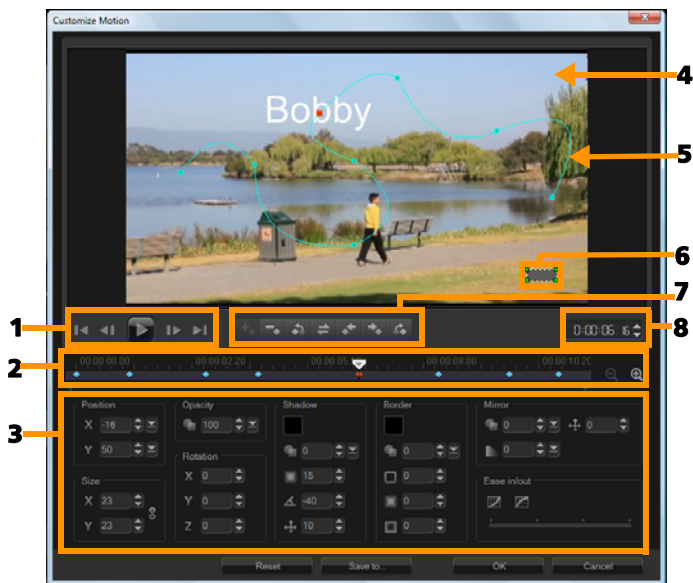 Customize Motion
Bobby
4
5
6
7
1
0:00:06. 16
8
00:00:00.00 00:00:02.20 00:00:05. 00:00:08.00 00:00:10.20
2
3
Position Opacity Shadow Border Mirror
X -16 100 0 0
Y 50 0 0
Rotation
X 0 15 0
Size Ease in/out
X 23 Y 0 -40 0
Y 23 Z 0 10 0
Reset Save to... OK Cancel